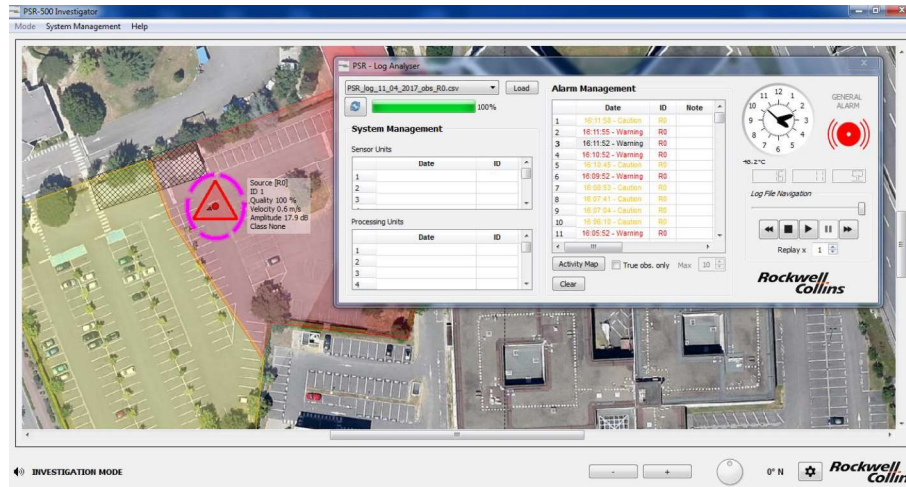 PSR-500 Investigator
Mode System Management Help
PSR - Log Analyser
PSR_log_11_04_2017_obs_R0.csv Load
100%
System Management
Sensor Units
Date ID
1
2
3
Processing Units
Date ID
1
2
3
4
Alarm Management
Date ID Note
1 16:11:58 - Caution R0
2 16:11:55 - Warning R0
3 16:11:52 - Warning R0
4 16:10:52 - Warning R0
5 16:10:45 - Caution R0
6 16:09:52 - Warning R0
7 Caution R0
8 16:07:41 - Caution R0
9 16:07:04 - Caution R0
10 Caution R0
11 16:05:52 - Warning R0
Activity Map True obs. only Max 10
Clear
12 1 2 3 4 5 6 7 8 9 10 11
GENERAL
ALARM
Log File Navigation
Replay x 1
Rockwell
Collins
Source [R0]
ID 1
Quality 100 %
Velocity 0.6 m/s
Amplitude 17.9 dB
Class None
INVESTIGATION MODE
- +
0° N
Rockwell
Collins